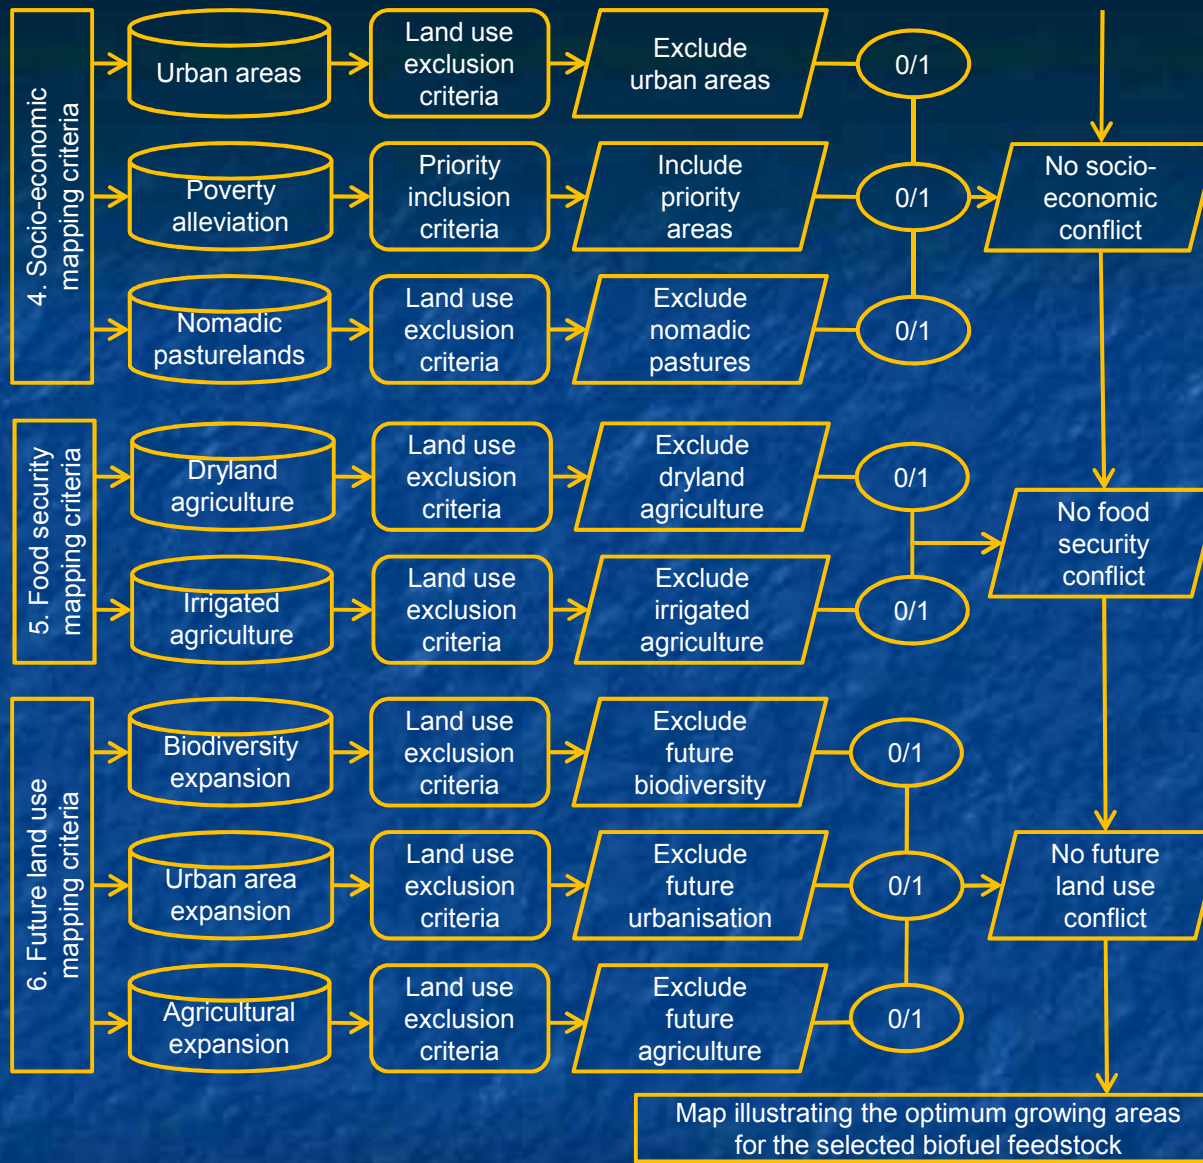 4. Socio-economic
mapping criteria
Urban areas
Land use
exclusion
criteria
Exclude
urban areas
0/1
Poverty
alleviation
Priority
inclusion
criteria
Include
priority
areas
0/1
No socio-
economic
conflict
Nomadic
pasturelands
Land use
exclusion
criteria
Exclude
nomadic
pastures
0/1
5. Food security
mapping criteria
Dryland
agriculture
Land use
exclusion
criteria
Exclude
dryland
agriculture
0/1
No food
security
conflict
Irrigated
agriculture
Land use
exclusion
criteria
Exclude
irrigated
agriculture
0/1
6. Future land use
mapping criteria
Biodiversity
expansion
Land use
exclusion
criteria
Exclude
future
biodiversity
0/1
Urban area
expansion
Land use
exclusion
criteria
Exclude
future
urbanisation
0/1
No future
land use
conflict
Agricultural
expansion
Land use
exclusion
criteria
Exclude
future
agriculture
0/1
Map illustrating the optimum growing areas
for the selected biofuel feedstock